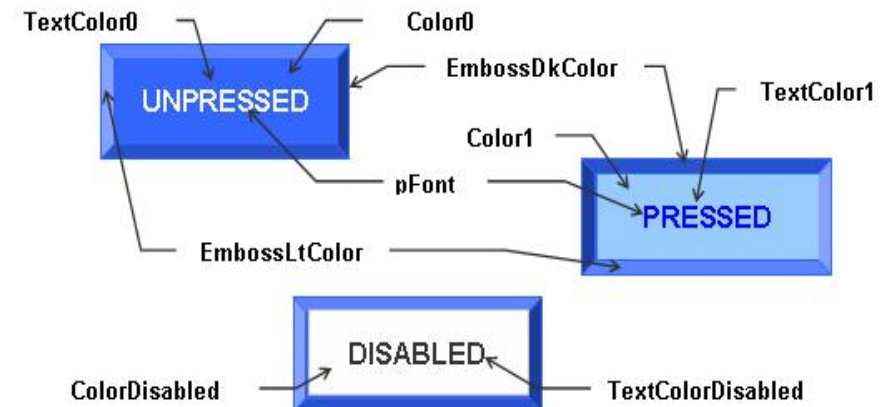 TextColor0
Color0
EmbossDkColor
UNPRESSED
TextColor1
Color1
pFont
PRESSED
EmbossLtColor
DISABLED
ColorDisabled
TextColorDisabled